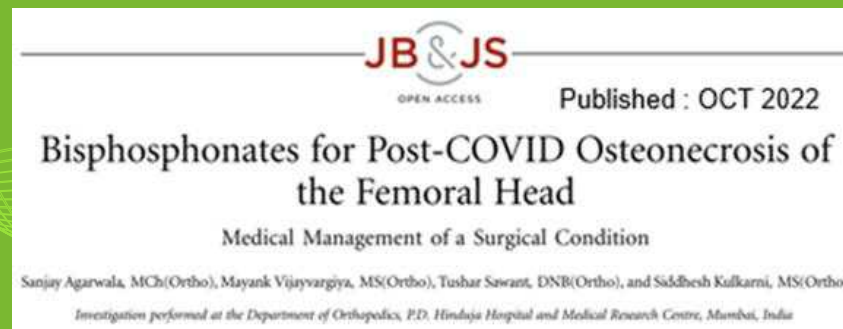 JB&JS
OPEN ACCESS
Published : OCT 2022
Bisphosphonates for Post-COVID Osteonecrosis of
the Femoral Head
Medical Management of a Surgical Condition
Sanjay Agarwala, MCh(Ortho), Mayank Vijayvargiya, MS(Ortho), Tushar Sawant, DNB(Ortho), and Siddhesh Kulkarni, MS(Ortho
Investigation performed at the Department of Orthopedics, P.D. Hinduja Hospital and Medical Research Centre, Mumbai, India